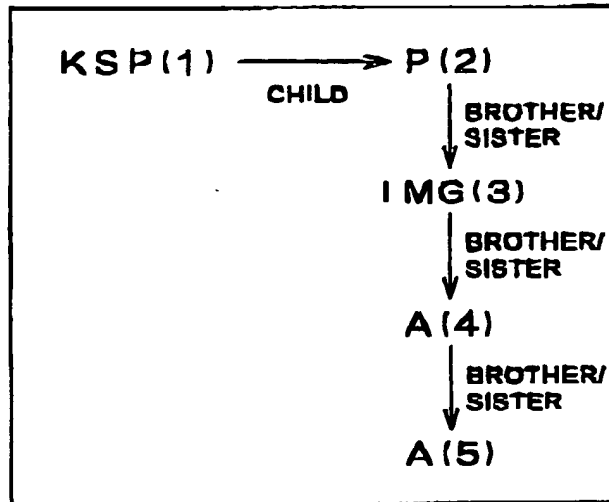 KSP(1) P(2)
CHILD
BROTHER/
SISTER
IMG(3)
BROTHER/
SISTER
A(4)
BROTHER/
SISTER
A(5)